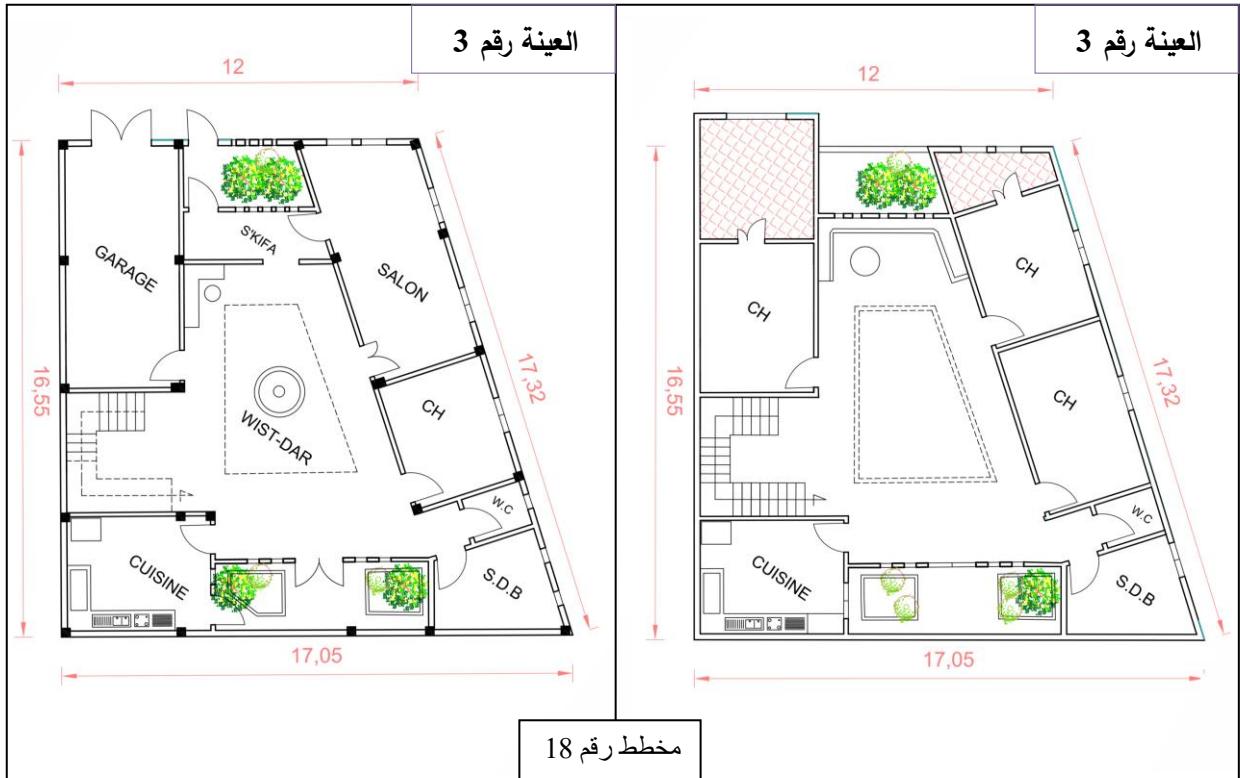 العينة رقم 3
12
16,55
17,32
17,05
GARAGE
S'KIFA
SALON
WIST-DAR
CH
W.C
CUISINE
S.D.B
العينة رقم 3
12
16,55
17,32
17,05
CH
CH
CH
W.C
CUISINE
S.D.B
مخطط رقم 18